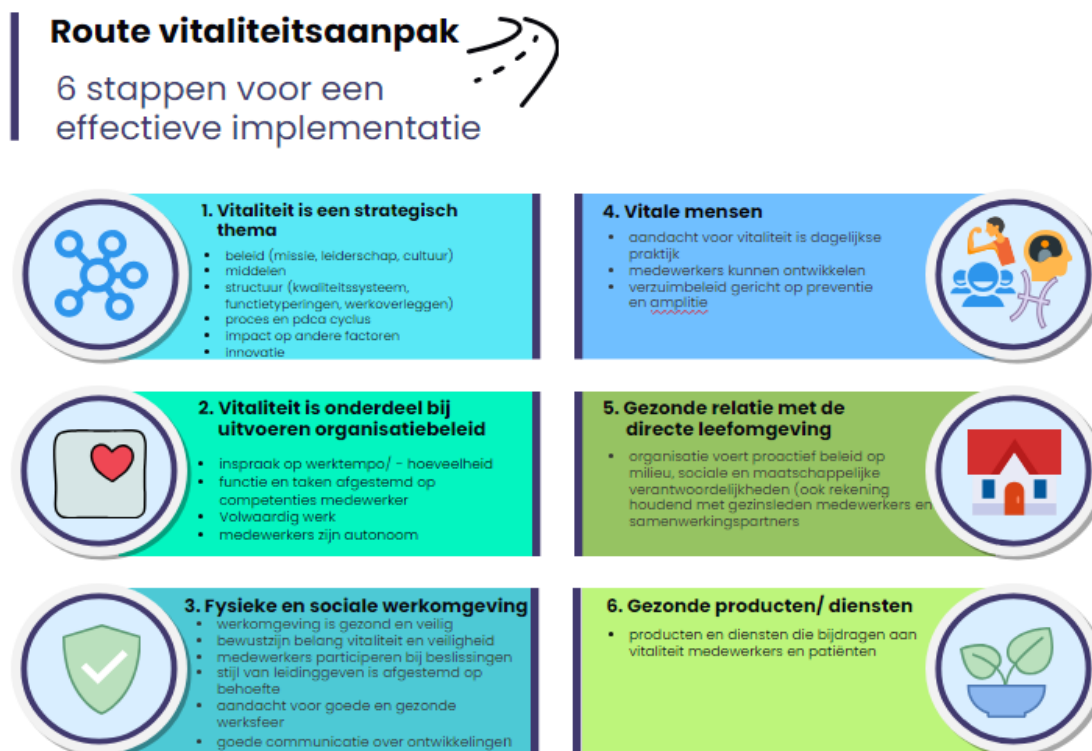 Route vitaliteitsaanpak
6 stappen voor een
effectieve implementatie
1. Vitaliteit is een strategisch
thema
• beleid (missie, leiderschap, cultuur)
• middelen
• structuur (kwaliteitssysteem,
functietyperingen, werkoverleggen)
• proces en pdca cyclus
• impact op andere factoren
• innovatie
2. Vitaliteit is onderdeel bij
uitvoeren organisatiebeleid
• inspraak op werktempo/ - hoeveelheid
• functie en taken afgestemd op
competenties medewerker
• Volwaardig werk
• medewerkers zijn autonoom
3. Fysieke en sociale werkomgeving
• werkomgeving is gezond en veilig
• bewustzijn belang vitaliteit en veiligheid
• medewerkers participeren bij beslissingen
• stijl van leidinggeven is afgestemd op
behoefte
• aandacht voor goede en gezonde
werksfeer
• goede communicatie over ontwikkelingen
4. Vitale mensen
• aandacht voor vitaliteit is dagelijkse
praktijk
• medewerkers kunnen ontwikkelen
• verzuimbeleid gericht op preventie
en amplitie
5. Gezonde relatie met de
directe leefomgeving
• organisatie voert proactief beleid op
milieu, sociale en maatschappelijke
verantwoordelijkheden (ook rekening
houdend met gezinsleden medewerkers en
samenwerkingspartners
6. Gezonde producten/ diensten
• producten en diensten die bijdragen aan
vitaliteit medewerkers en patiënten